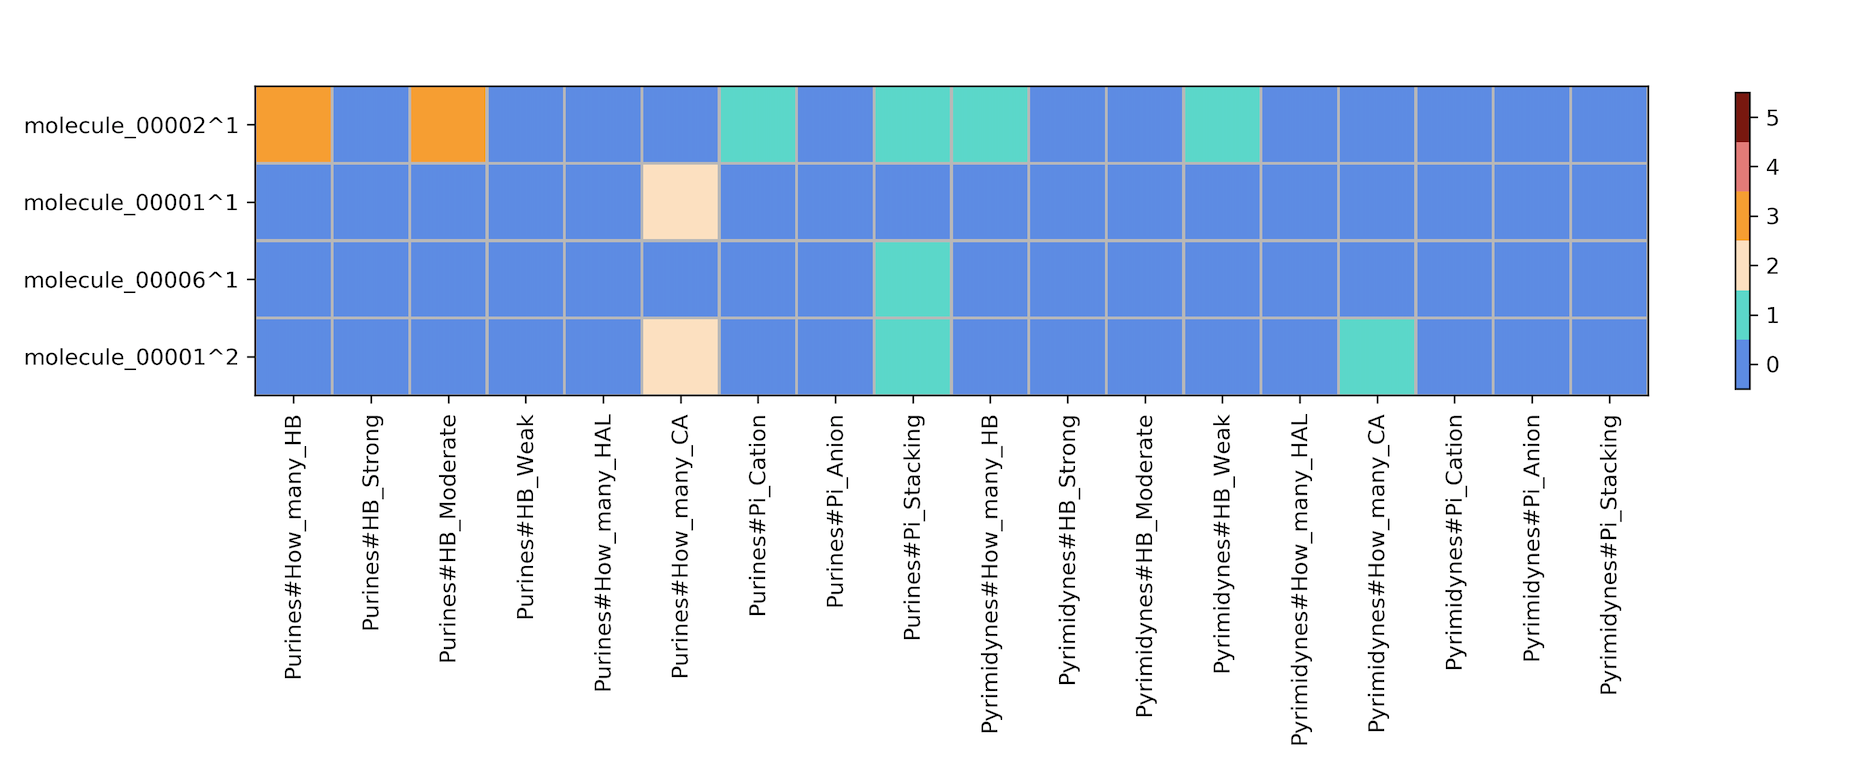 molecule_00002^1
molecule_00001^1
molecule_00006^1
molecule_00001^2
5
4
3
2
1
0
Purines#How_many_HB
Purines#HB_Strong
Purines#HB_Moderate
Purines#HB_Weak
Purines#How_many_HAL
Purines#How_many_CA
Purines#Pi_Cation
Purines#Pi_Anion
Purines#Pi_Stacking
Pyrimidynes#How_many_HB
Pyrimidynes#HB_Strong
Pyrimidynes#HB_Moderate
Pyrimidynes#HB_Weak
Pyrimidynes#How_many_HAL
Pyrimidynes#How_many_CA
Pyrimidynes#Pi_Cation
Pyrimidynes#Pi_Anion
Pyrimidynes#Pi_Stacking